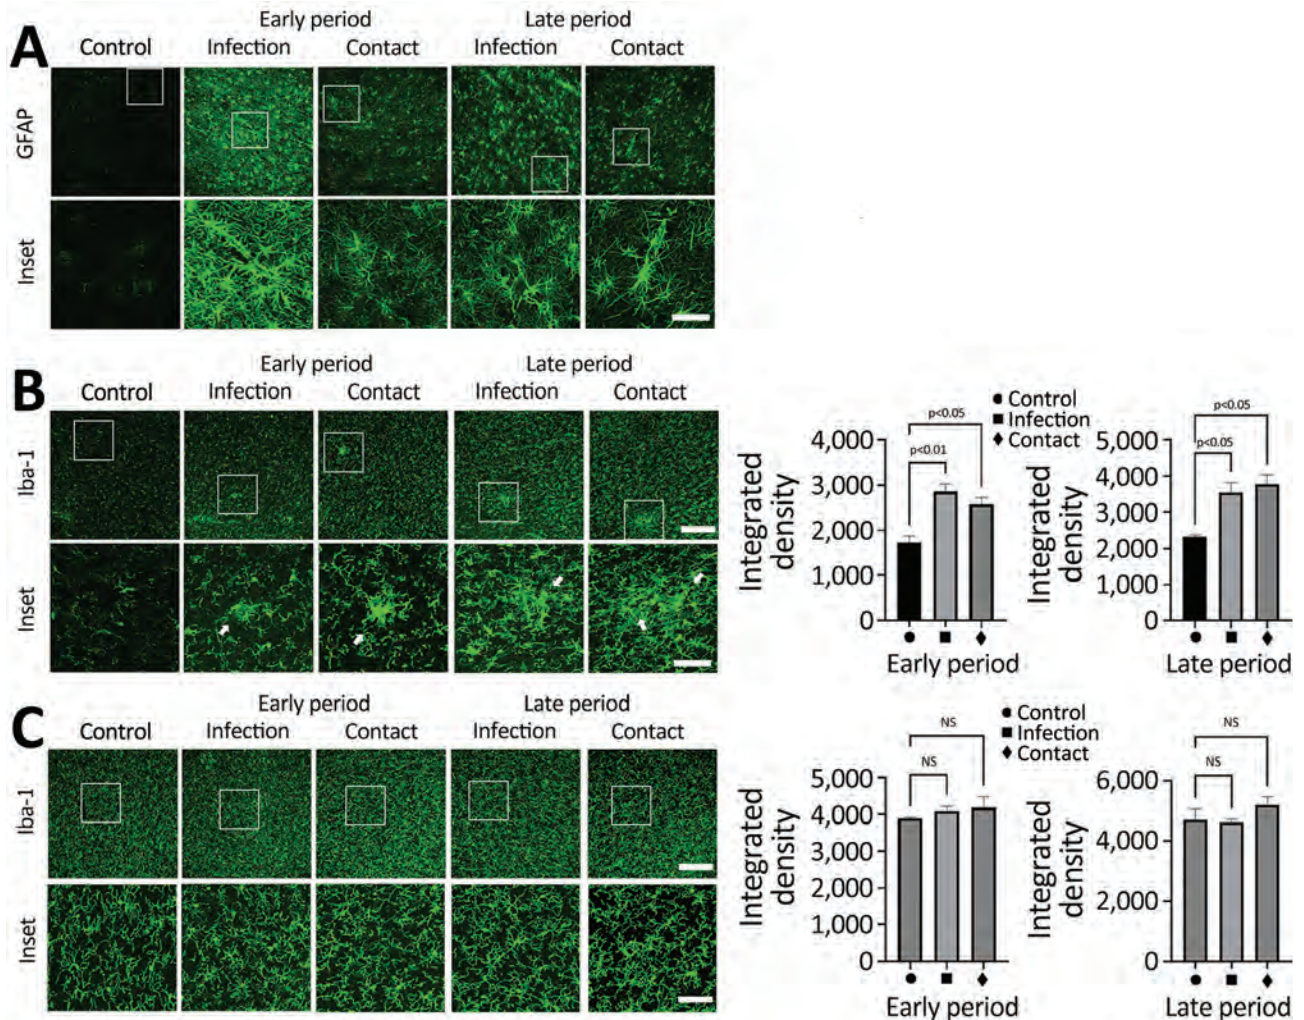 A
Early period
Late period
Control
Infection
Contact
Infection
Contact
GFAP
Inset
B
Early period
Late period
Control
Infection
Contact
Infection
Contact
Iba-1
Inset
Control
Infection
Contact
p<0.05
p<0.01
4,000
3,000
2,000
1,000
0
Integrated
density
Early period
p<0.05
p<0.05
5,000
4,000
3,000
2,000
1,000
0
Integrated
density
Late period
C
Early period
Late period
Control
Infection
Contact
Infection
Contact
Iba-1
Inset
Control
Infection
Contact
NS
NS
5,000
4,000
3,000
2,000
1,000
0
Integrated
density
Early period
NS
NS
6,000
4,000
2,000
0
Integrated
density
Late period